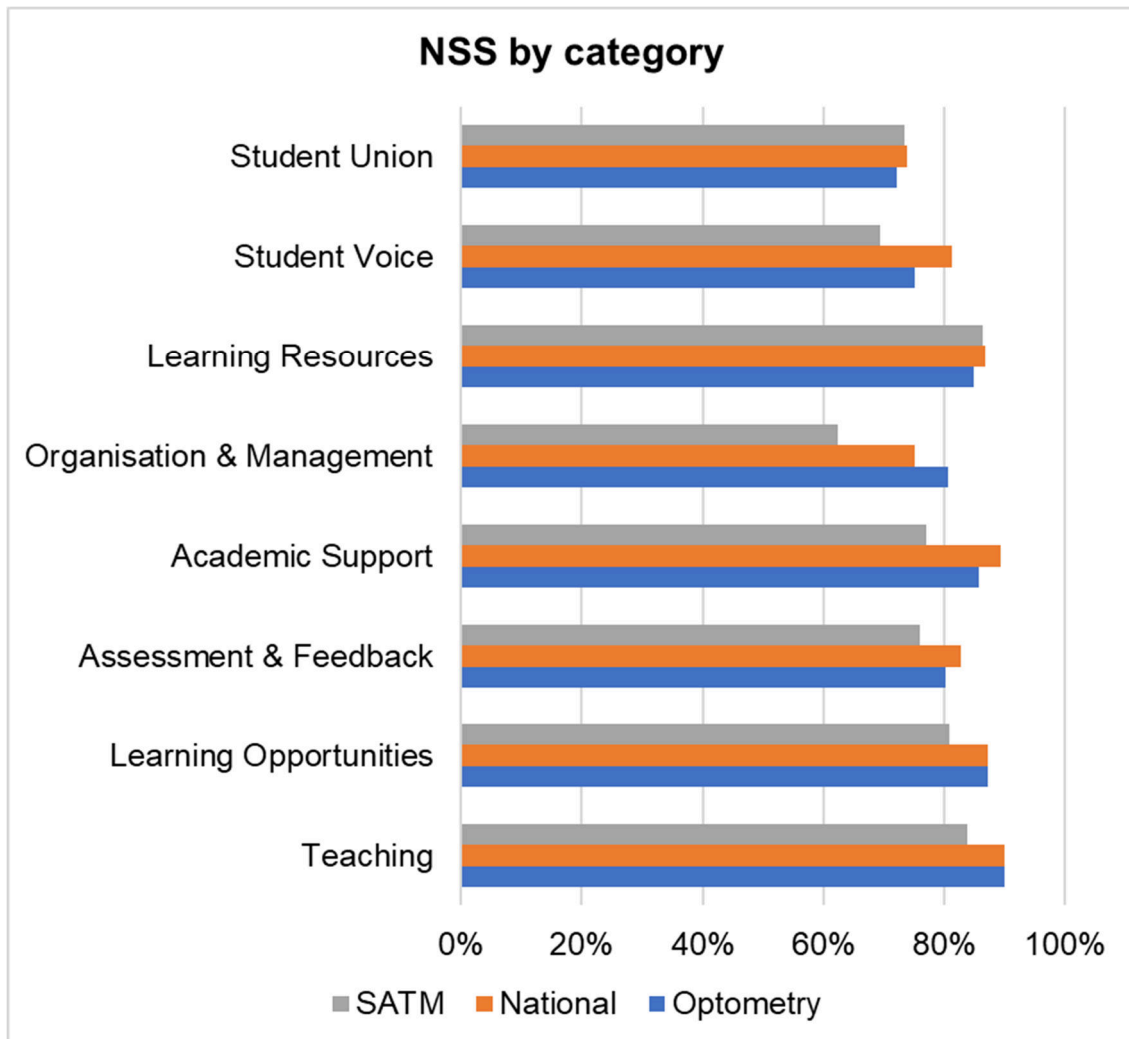 NSS by category
Student Union
Student Voice
Learning Resources
Organisation & Management
Academic Support
Assessment & Feedback
Learning Opportunities
Teaching
0% 20% 40% 60% 80% 100%
SATM National Optometry